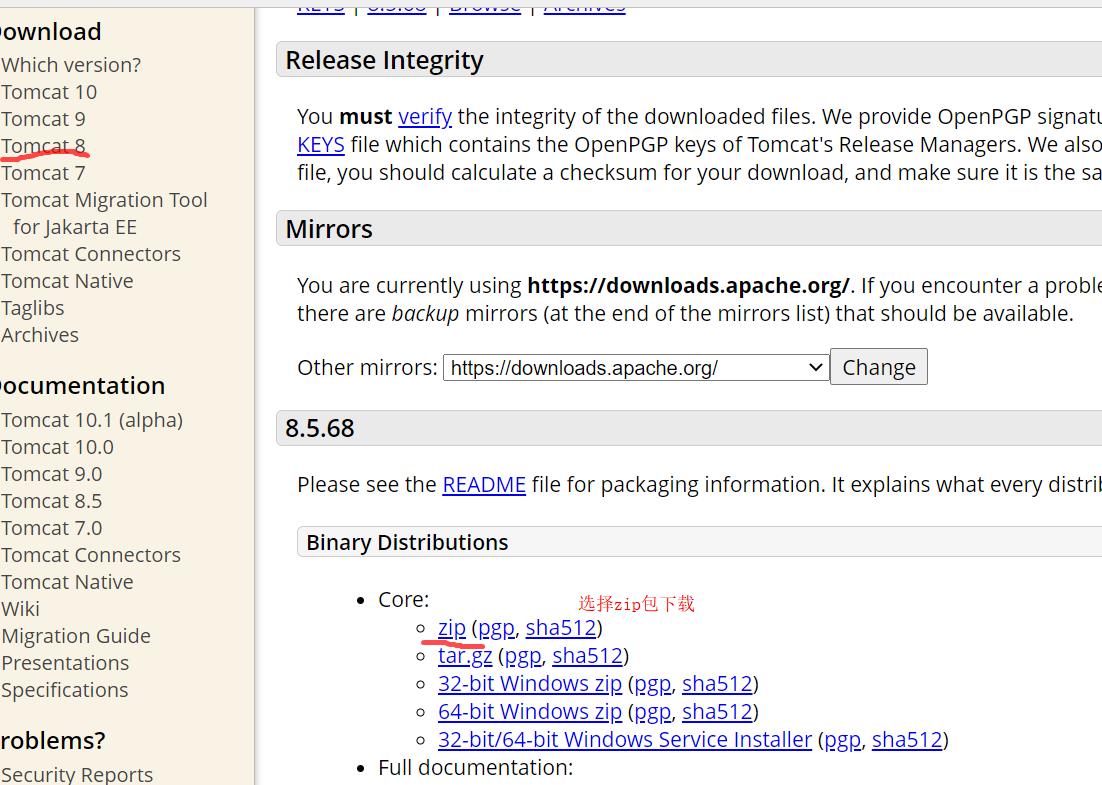 ownload
Which version?
Tomcat 10
Tomcat 9
Tomcat 8
Tomcat 7
Tomcat Migration Tool
for Jakarta EE
Tomcat Connectors
Tomcat Native
Taglibs
Archives
ocumentation
Tomcat 10.1 (alpha)
Tomcat 10.0
Tomcat 9.0
Tomcat 8.5
Tomcat 7.0
Tomcat Connectors
Tomcat Native
Wiki
Migration Guide
Presentations
Specifications
roblems?
Security Reports
KEYS | 8.5.68 | Browse | Archives
Release Integrity
You must verify the integrity of the downloaded files. We provide OpenPGP signatu
KEYS file which contains the OpenPGP keys of Tomcat's Release Managers. We also
file, you should calculate a checksum for your download, and make sure it is the sa
Mirrors
You are currently using https://downloads.apache.org/. If you encounter a proble
there are backup mirrors (at the end of the mirrors list) that should be available.
Other mirrors: https://downloads.apache.org/ Change
8.5.68
Please see the README file for packaging information. It explains what every distrib
Binary Distributions
Core:
选择zip包下载
zip (pgp, sha512)
tar.gz (pgp, sha512)
32-bit Windows zip (pgp, sha512)
64-bit Windows zip (pgp, sha512)
32-bit/64-bit Windows Service Installer (pgp, sha512)
Full documentation: